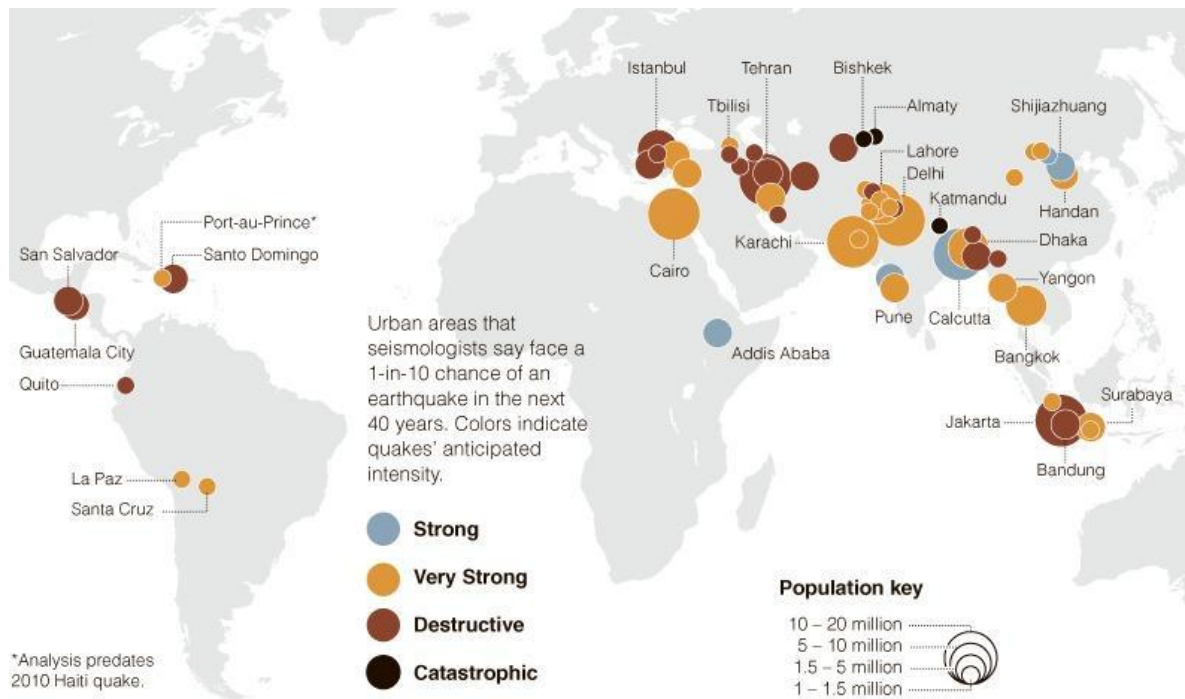 Istanbul
Tehran
Bishkek
Tbilisi
Almaty
Shijiazhuang
Lahore
Delhi
Katmandu
Port-au-Prince*
San Salvador
Santo Domingo
Handan
Karachi
Dhaka
Cairo
Yangon
Guatemala City
Pune
Calcutta
Addis Ababa
Bangkok
Quito
Surabaya
Jakarta
Bandung
La Paz
Santa Cruz
Urban areas that
seismologists say face a
1-in-10 chance of an
earthquake in the next
40 years. Colors indicate
quakes' anticipated
intensity.
Strong
Very Strong
Destructive
Catastrophic
Population key
10 – 20 million
5 – 10 million
1.5 – 5 million
1 – 1.5 million
*Analysis predates
2010 Haiti quake.